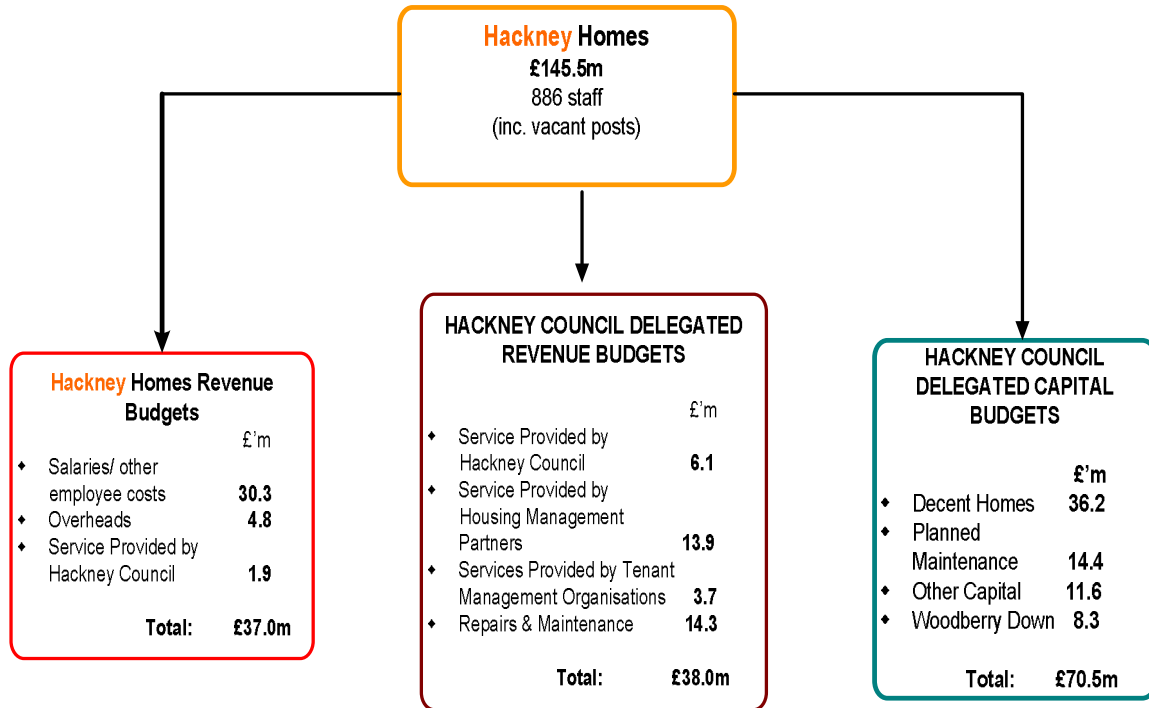 Hackney Homes
£145.5m
886 staff
(inc. vacant posts)
Hackney Homes Revenue
Budgets
£'m
♦ Salaries/ other
employee costs 30.3
♦ Overheads 4.8
♦ Service Provided by
Hackney Council 1.9
Total: £37.0m
HACKNEY COUNCIL DELEGATED
REVENUE BUDGETS
£'m
♦ Service Provided by
Hackney Council 6.1
♦ Service Provided by
Housing Management
Partners 13.9
♦ Services Provided by Tenant
Management Organisations 3.7
♦ Repairs & Maintenance 14.3
Total: £38.0m
HACKNEY COUNCIL
DELEGATED CAPITAL
BUDGETS
£'m
♦ Decent Homes 36.2
♦ Planned
Maintenance 14.4
♦ Other Capital 11.6
♦ Woodberry Down 8.3
Total: £70.5m